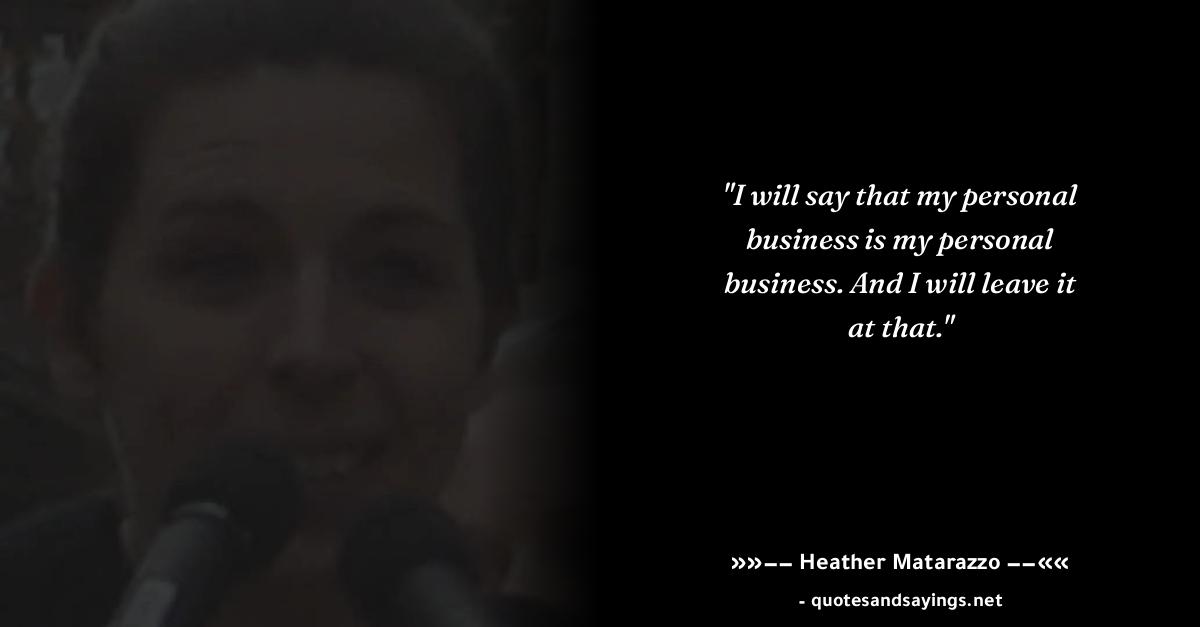 "I will say that my personal
business is my personal
business. And I will leave it
at that."
»»−− Heather Matarazzo −−««
- quotesandsayings.net